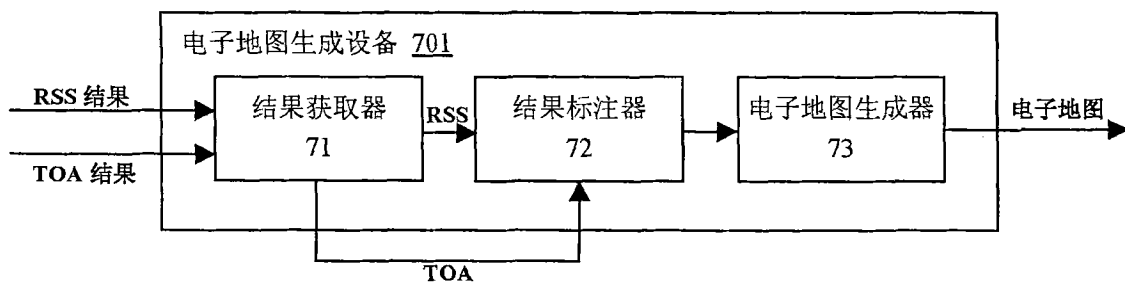 电子地图生成设备 701
RSS 结果
TOA 结果
结果获取器
71
RSS
结果标注器
72
电子地图生成器
73
电子地图
TOA